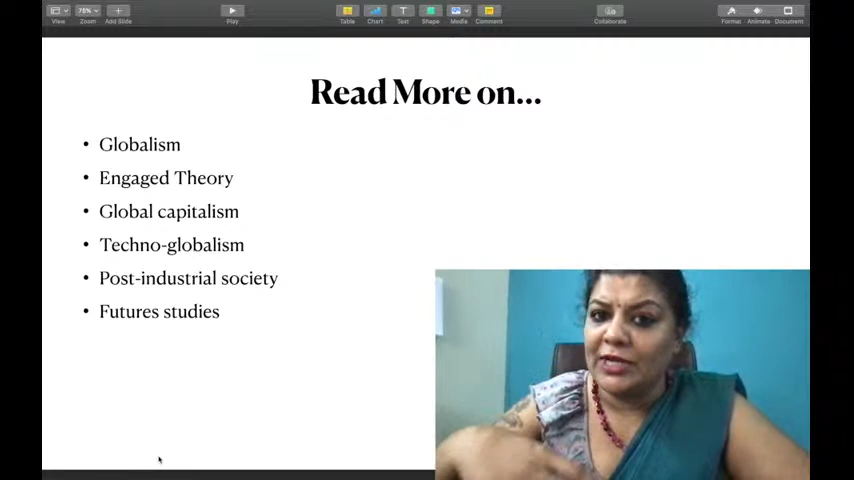 View
75%
Zoom
Add Slide
Play
Table
Chart
Text
Shape
Media
Comment
Collaborate
Format
Animate
Document
Read More on...
• Globalism
• Engaged Theory
• Global capitalism
• Techno-globalism
• Post-industrial society
• Futures studies